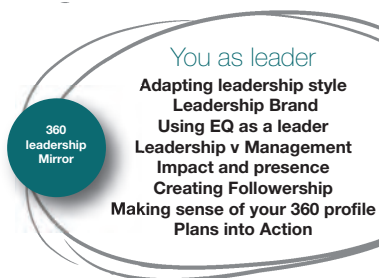 You as leader
Adapting leadership style
Leadership Brand
Using EQ as a leader
Leadership v Management
Impact and presence
Creating Followership
Making sense of your 360 profile
Plans into Action
360
leadership
Mirror